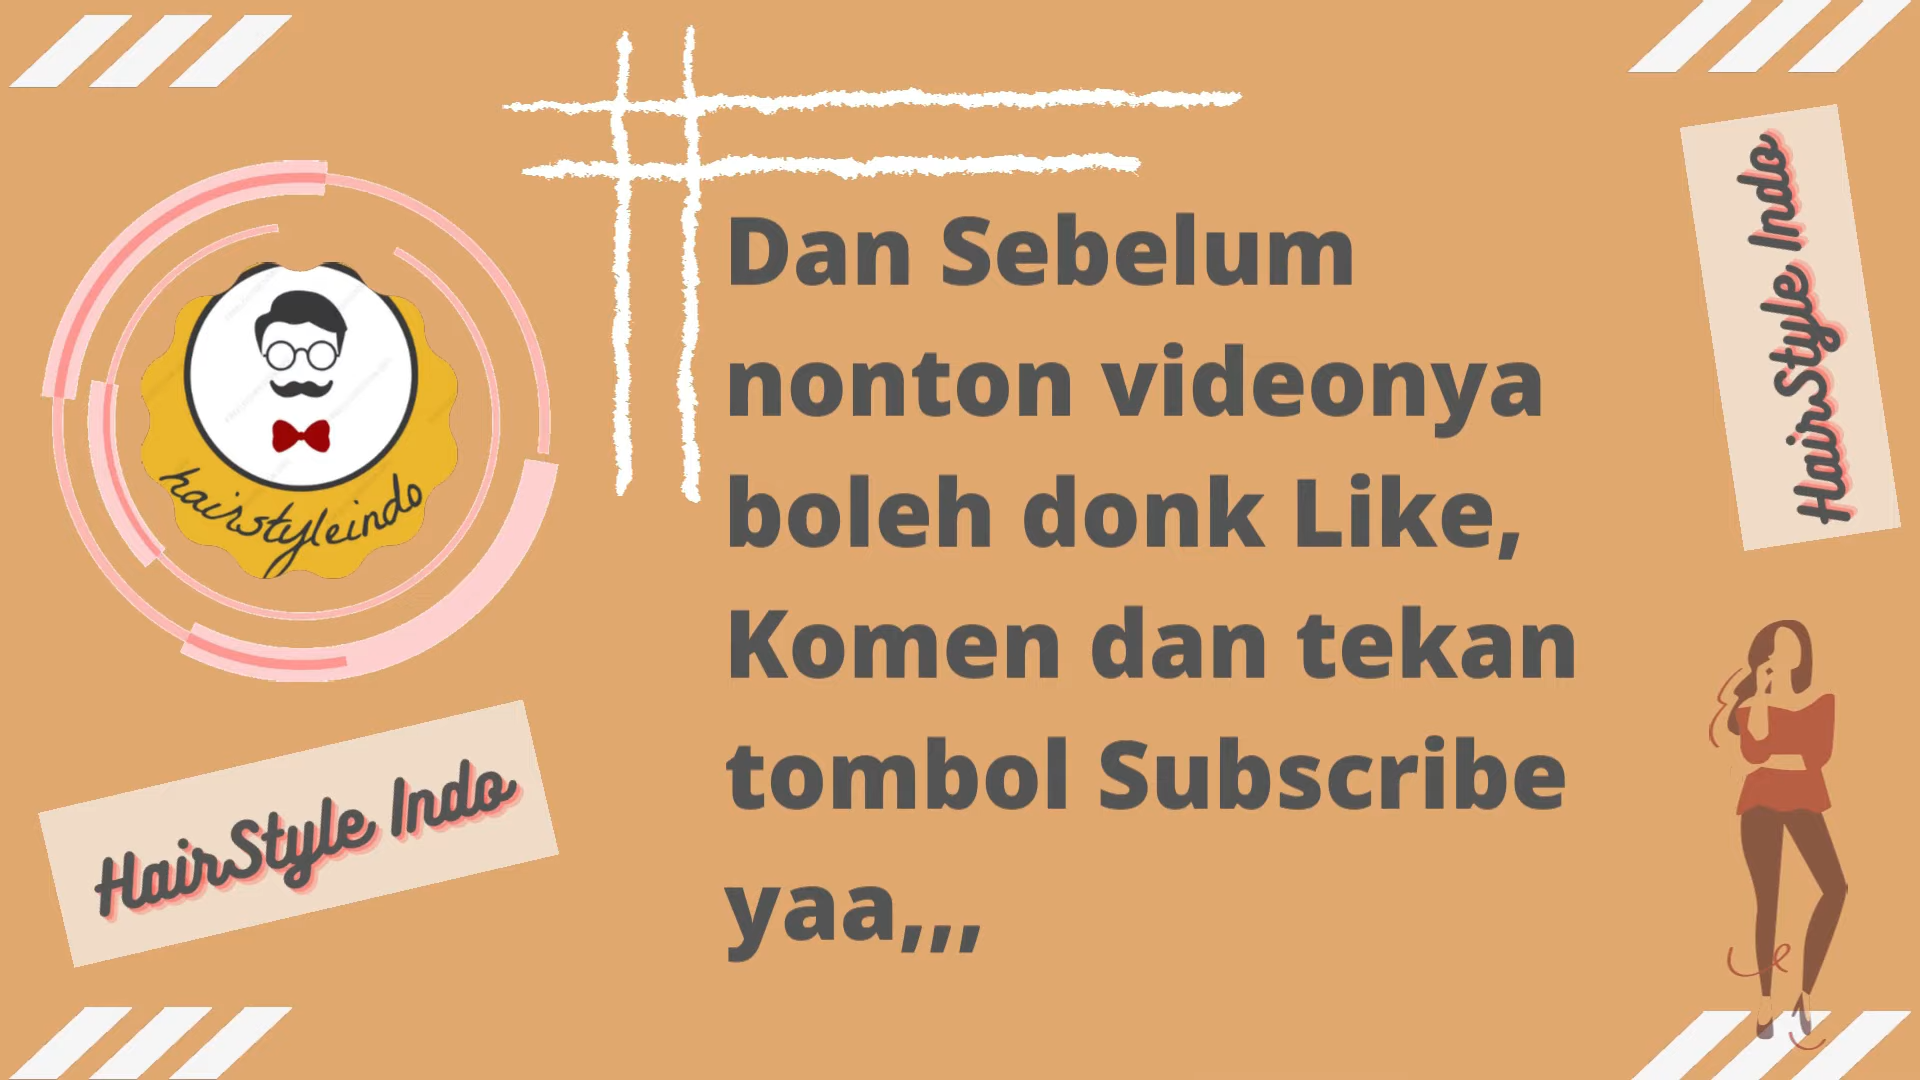 Dan Sebelum
nonton videonya
boleh donk Like,
Komen dan tekan
tombol Subscribe
yaa,,,
hairstyleindo
HairStyle Indo
HairStyle Indo